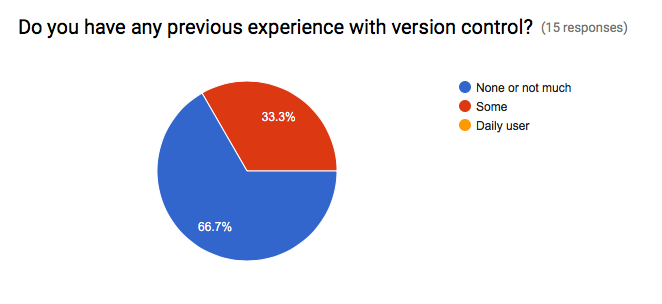 Do you have any previous experience with version control? (15 responses)
None or not much
Some
Daily user
33.3%
66.7%